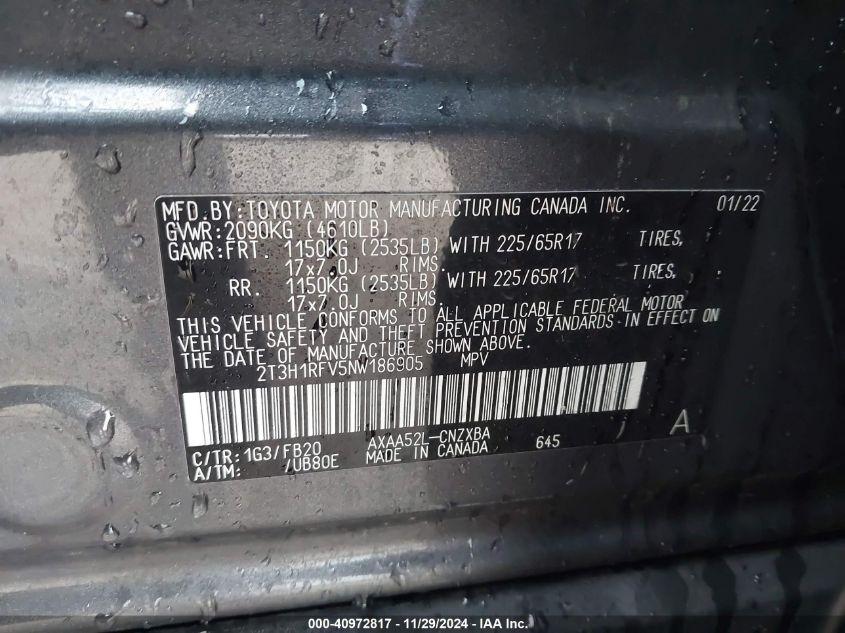 MFD. BY: TOYOTA MOTOR MANUFACTURING CANADA INC. 01/22
GVWR: 2090KG (4610LB)
GAWR: FRT. 1150KG (2535LB) WITH 225/65R17 TIRES,
17x7.0J RIMS.
RR. 1150KG (2535LB) WITH 225/65R17 TIRES,
17x7.0J RIMS.
THIS VEHICLE CONFORMS TO ALL APPLICABLE FEDERAL MOTOR
VEHICLE SAFETY AND THEFT PREVENTION STANDARDS IN EFFECT ON
THE DATE OF MANUFACTURE SHOWN ABOVE.
2T3H1RFV5NW186905 MPV
C/TR: 1G3/FB20 AXAA52L-CNZXBA 645 A
A/TM: /UB80E MADE IN CANADA
000-40972817 - 11/29/2024 - IAA Inc.